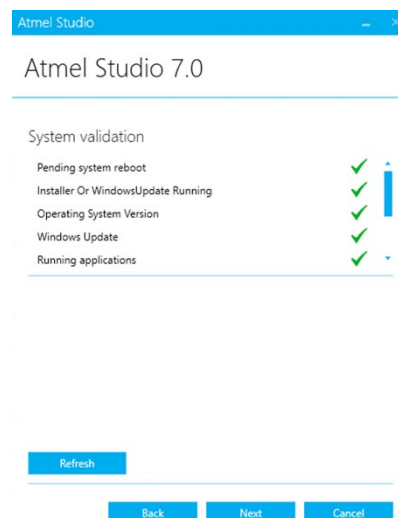 Atmel Studio
Atmel Studio 7.0
System validation
Pending system reboot
Installer Or WindowsUpdate Running
Operating System Version
Windows Update
Running applications
Refresh
Back Next Cancel